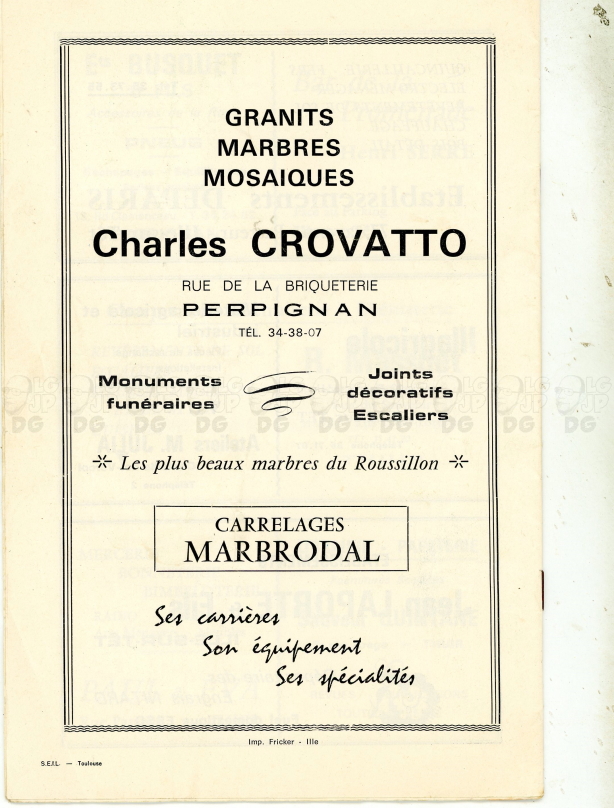 GRANITS
MARBRES
MOSAIQUES
Charles CROVATTO
RUE DE LA BRIQUETERIE
PERPIGNAN
TÉL. 34-38-07
Monuments
funéraires
Joints
décoratifs
Escaliers
Les plus beaux marbres du Roussillon
CARRELAGES
MARBRODAL
Ses carrières
Son équipement
Ses spécialités
Imp. Fricker - Ille
S.E.I.L. — Toulouse